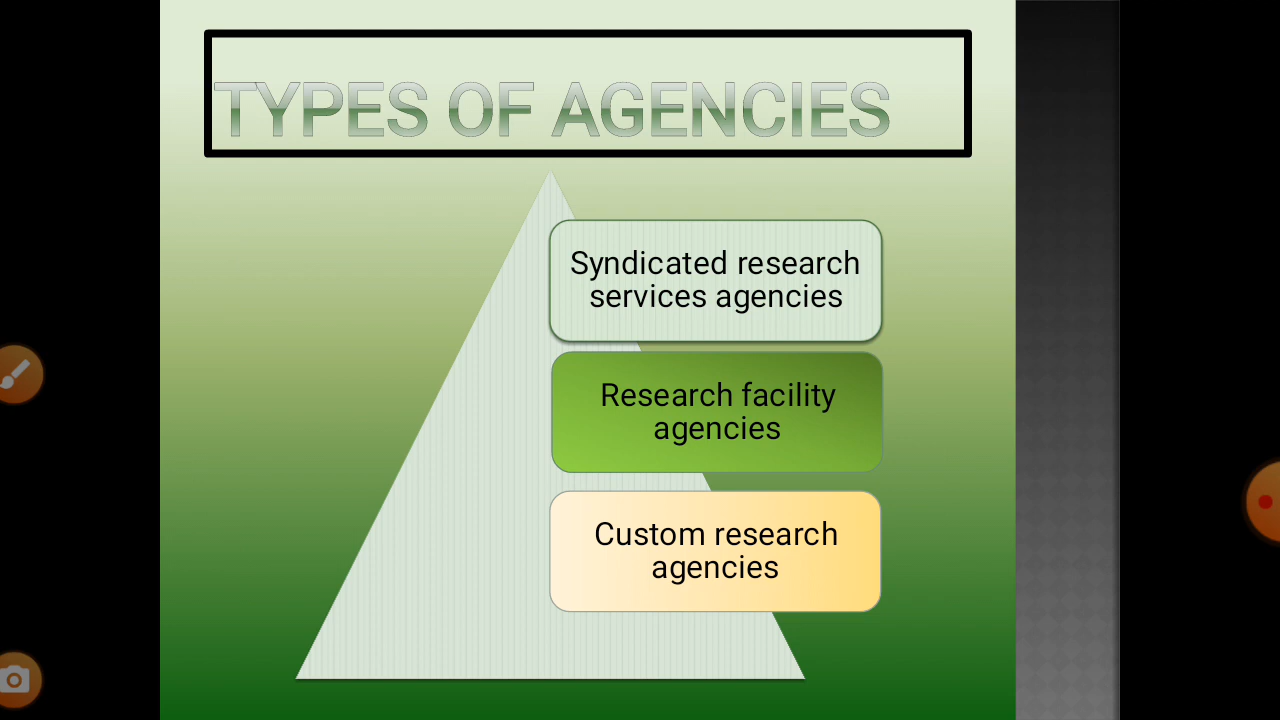 TYPES OF AGENCIES
Syndicated research
services agencies
Research facility
agencies
Custom research
agencies